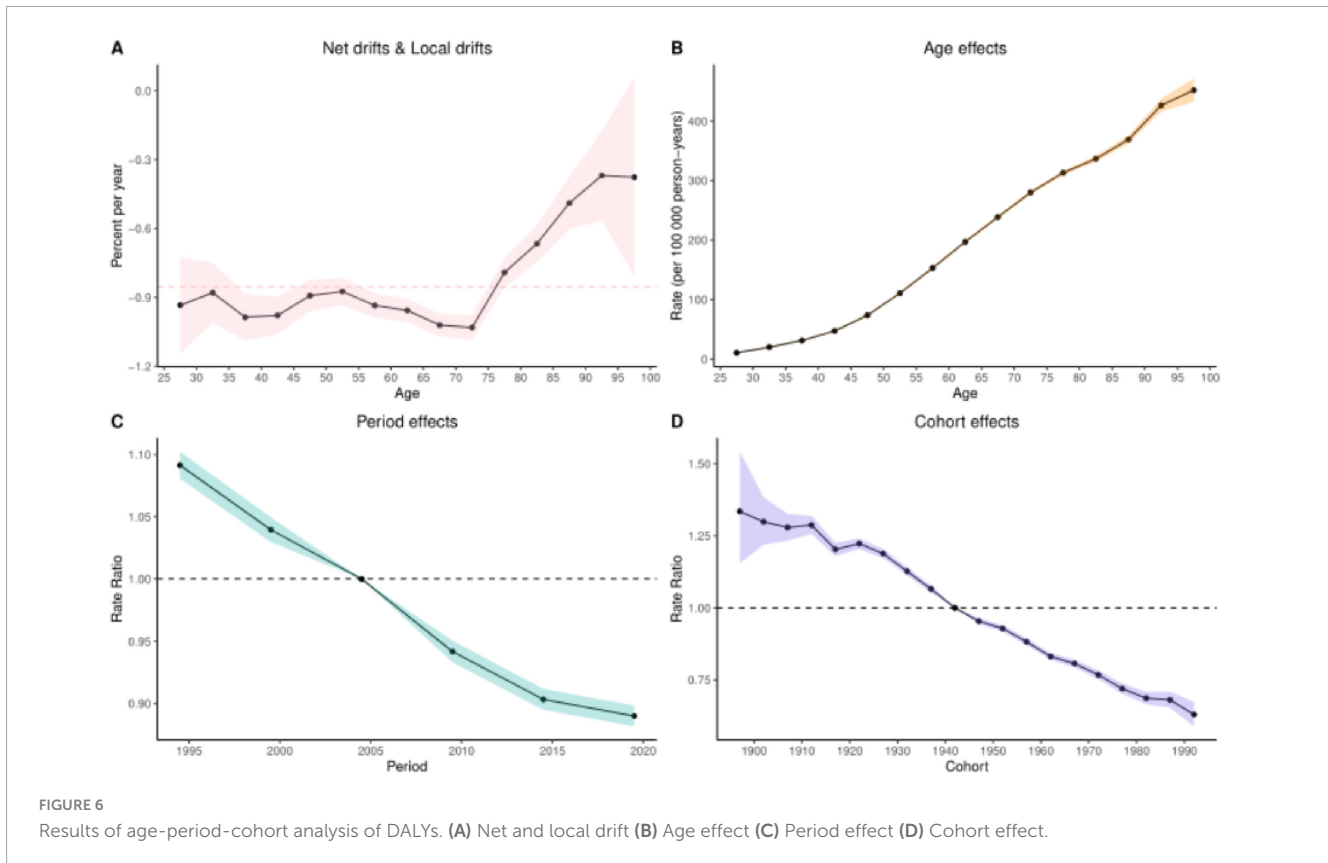 A Net drifts & Local drifts
Percent per year
0.0
−0.3
−0.6
−0.9
−1.2
25 30 35 40 45 50 55 60 65 70 75 80 85 90 95 100
Age
B Age effects
Rate (per 100 000 person−years)
400
300
200
100
0
25 30 35 40 45 50 55 60 65 70 75 80 85 90 95 100
Age
C Period effects
Rate Ratio
1.10
1.05
1.00
0.95
0.90
1995 2000 2005 2010 2015 2020
Period
D Cohort effects
Rate Ratio
1.50
1.25
1.00
0.75
1900 1910 1920 1930 1940 1950 1960 1970 1980 1990
Cohort
FIGURE 6
Results of age-period-cohort analysis of DALYs. (A) Net and local drift (B) Age effect (C) Period effect (D) Cohort effect.